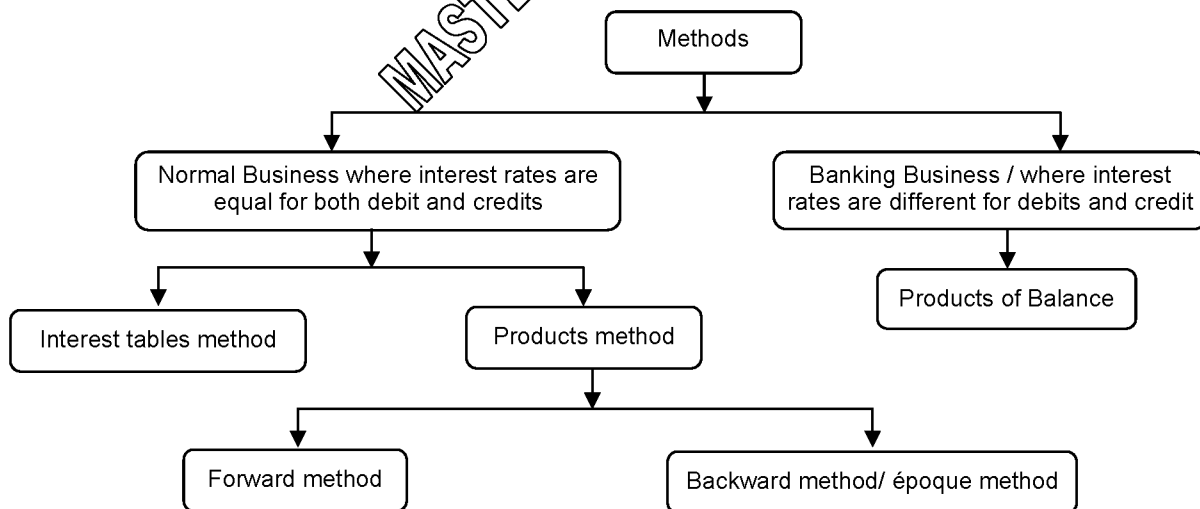 MASTE
Methods
Normal Business where interest rates are
equal for both debit and credits
Banking Business / where interest
rates are different for debits and credit
Products of Balance
Interest tables method
Products method
Forward method
Backward method/ époque method